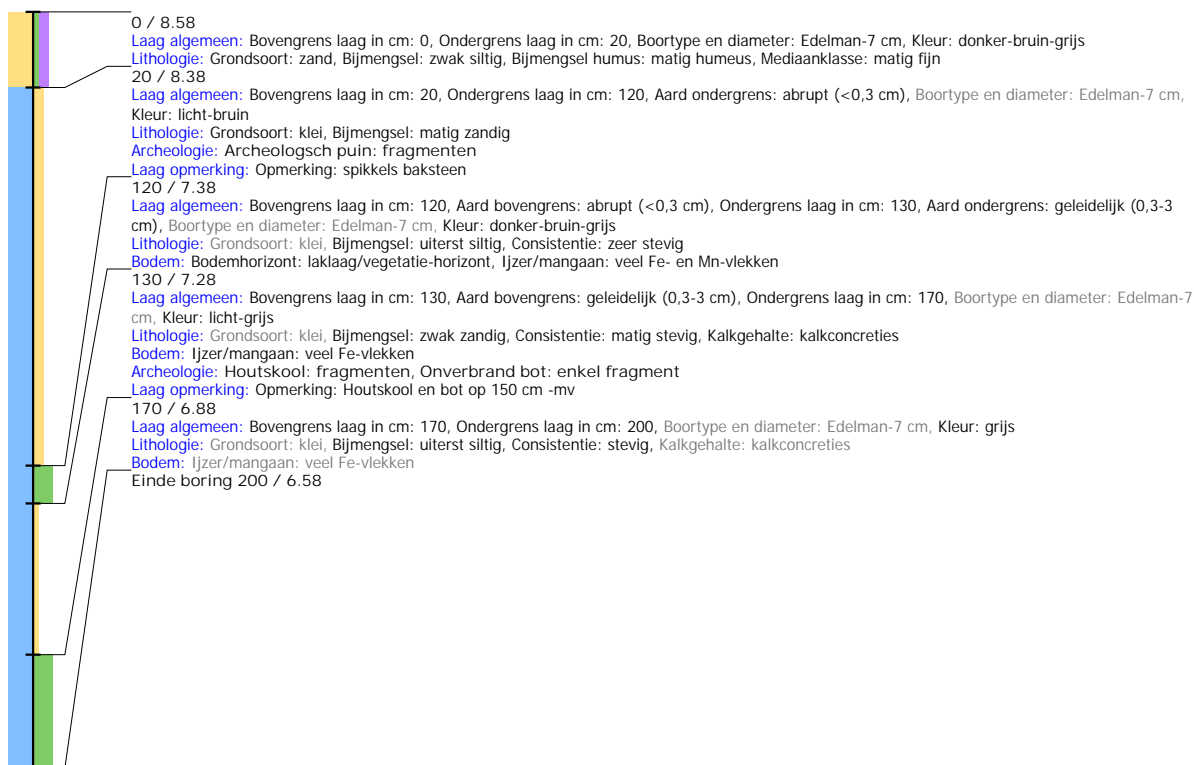 0 / 8.58
Laag algemeen: Bovengrens laag in cm: 0, Ondergrens laag in cm: 20, Boortype en diameter: Edelman-7 cm, Kleur: donker-bruin-grijs
Lithologie: Grondsoort: zand, Bijmengsel: zwak siltig, Bijmengsel humus: matig humeus, Mediaanklasse: matig fijn
20 / 8.38
Laag algemeen: Bovengrens laag in cm: 20, Ondergrens laag in cm: 120, Aard ondergrens: abrupt (<0,3 cm), Boortype en diameter: Edelman-7 cm,
Kleur: licht-bruin
Lithologie: Grondsoort: klei, Bijmengsel: matig zandig
Archeologie: Archeologsch puin: fragmenten
Laag opmerking: Opmerking: spikkels baksteen
120 / 7.38
Laag algemeen: Bovengrens laag in cm: 120, Aard bovengrens: abrupt (<0,3 cm), Ondergrens laag in cm: 130, Aard ondergrens: geleidelijk (0,3-3
cm), Boortype en diameter: Edelman-7 cm, Kleur: donker-bruin-grijs
Lithologie: Grondsoort: klei, Bijmengsel: uiterst siltig, Consistentie: zeer stevig
Bodem: Bodemhorizont: laklaag/vegetatie-horizont, Ijzer/mangaan: veel Fe- en Mn-vlekken
130 / 7.28
Laag algemeen: Bovengrens laag in cm: 130, Aard bovengrens: geleidelijk (0,3-3 cm), Ondergrens laag in cm: 170, Boortype en diameter: Edelman-7
cm, Kleur: licht-grijs
Lithologie: Grondsoort: klei, Bijmengsel: zwak zandig, Consistentie: matig stevig, Kalkgehalte: kalkconcreties
Bodem: Ijzer/mangaan: veel Fe-vlekken
Archeologie: Houtskool: fragmenten, Onverbrand bot: enkel fragment
Laag opmerking: Opmerking: Houtskool en bot op 150 cm -mv
170 / 6.88
Laag algemeen: Bovengrens laag in cm: 170, Ondergrens laag in cm: 200, Boortype en diameter: Edelman-7 cm, Kleur: grijs
Lithologie: Grondsoort: klei, Bijmengsel: uiterst siltig, Consistentie: stevig, Kalkgehalte: kalkconcreties
Bodem: Ijzer/mangaan: veel Fe-vlekken
Einde boring 200 / 6.58